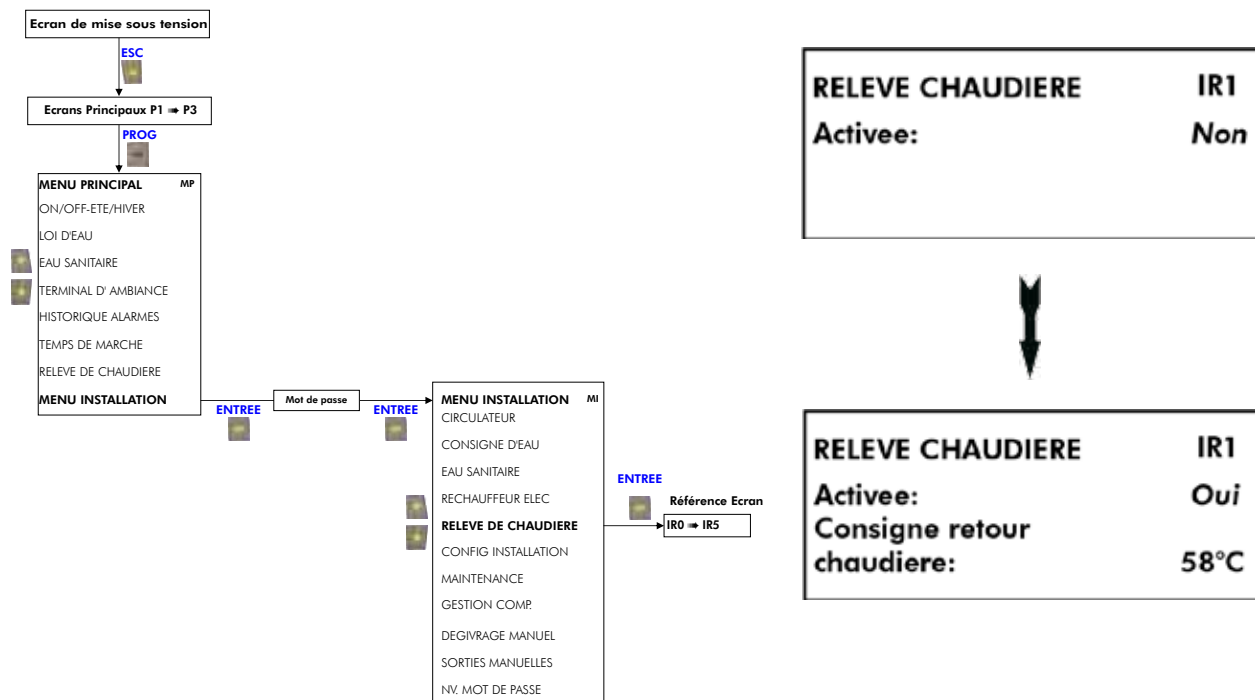 Ecran de mise sous tension
ESC
Ecrans Principaux P1 ➠ P3
PROG
MENU PRINCIPAL MP
ON/OFF-ETE/HIVER
LOI D'EAU
EAU SANITAIRE
TERMINAL D' AMBIANCE
HISTORIQUE ALARMES
TEMPS DE MARCHE
RELEVE DE CHAUDIERE
MENU INSTALLATION
ENTREE
Mot de passe
ENTREE
MENU INSTALLATION MI
CIRCULATEUR
CONSIGNE D'EAU
EAU SANITAIRE
RECHAUFFEUR ELEC
RELEVE DE CHAUDIERE
CONFIG INSTALLATION
MAINTENANCE
GESTION COMP.
DEGIVRAGE MANUEL
SORTIES MANUELLES
NV. MOT DE PASSE
ENTREE
Référence Ecran
IR0 ➠ IR5
RELEVE CHAUDIERE IR1
Activee: Non
RELEVE CHAUDIERE IR1
Activee: Oui
Consigne retour
chaudiere: 58°C